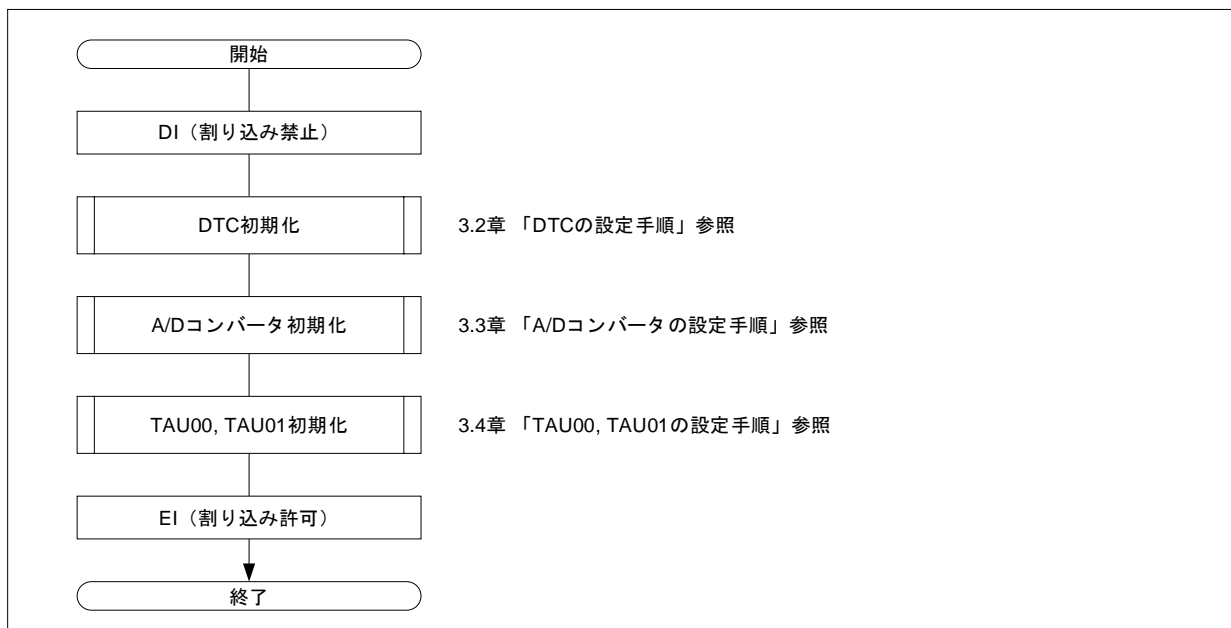 開始
DI（割り込み禁止）
DTC初期化
3.2章 「DTCの設定手順」参照
A/Dコンバータ初期化
3.3章 「A/Dコンバータの設定手順」参照
TAU00, TAU01初期化
3.4章 「TAU00, TAU01の設定手順」参照
EI（割り込み許可）
終了